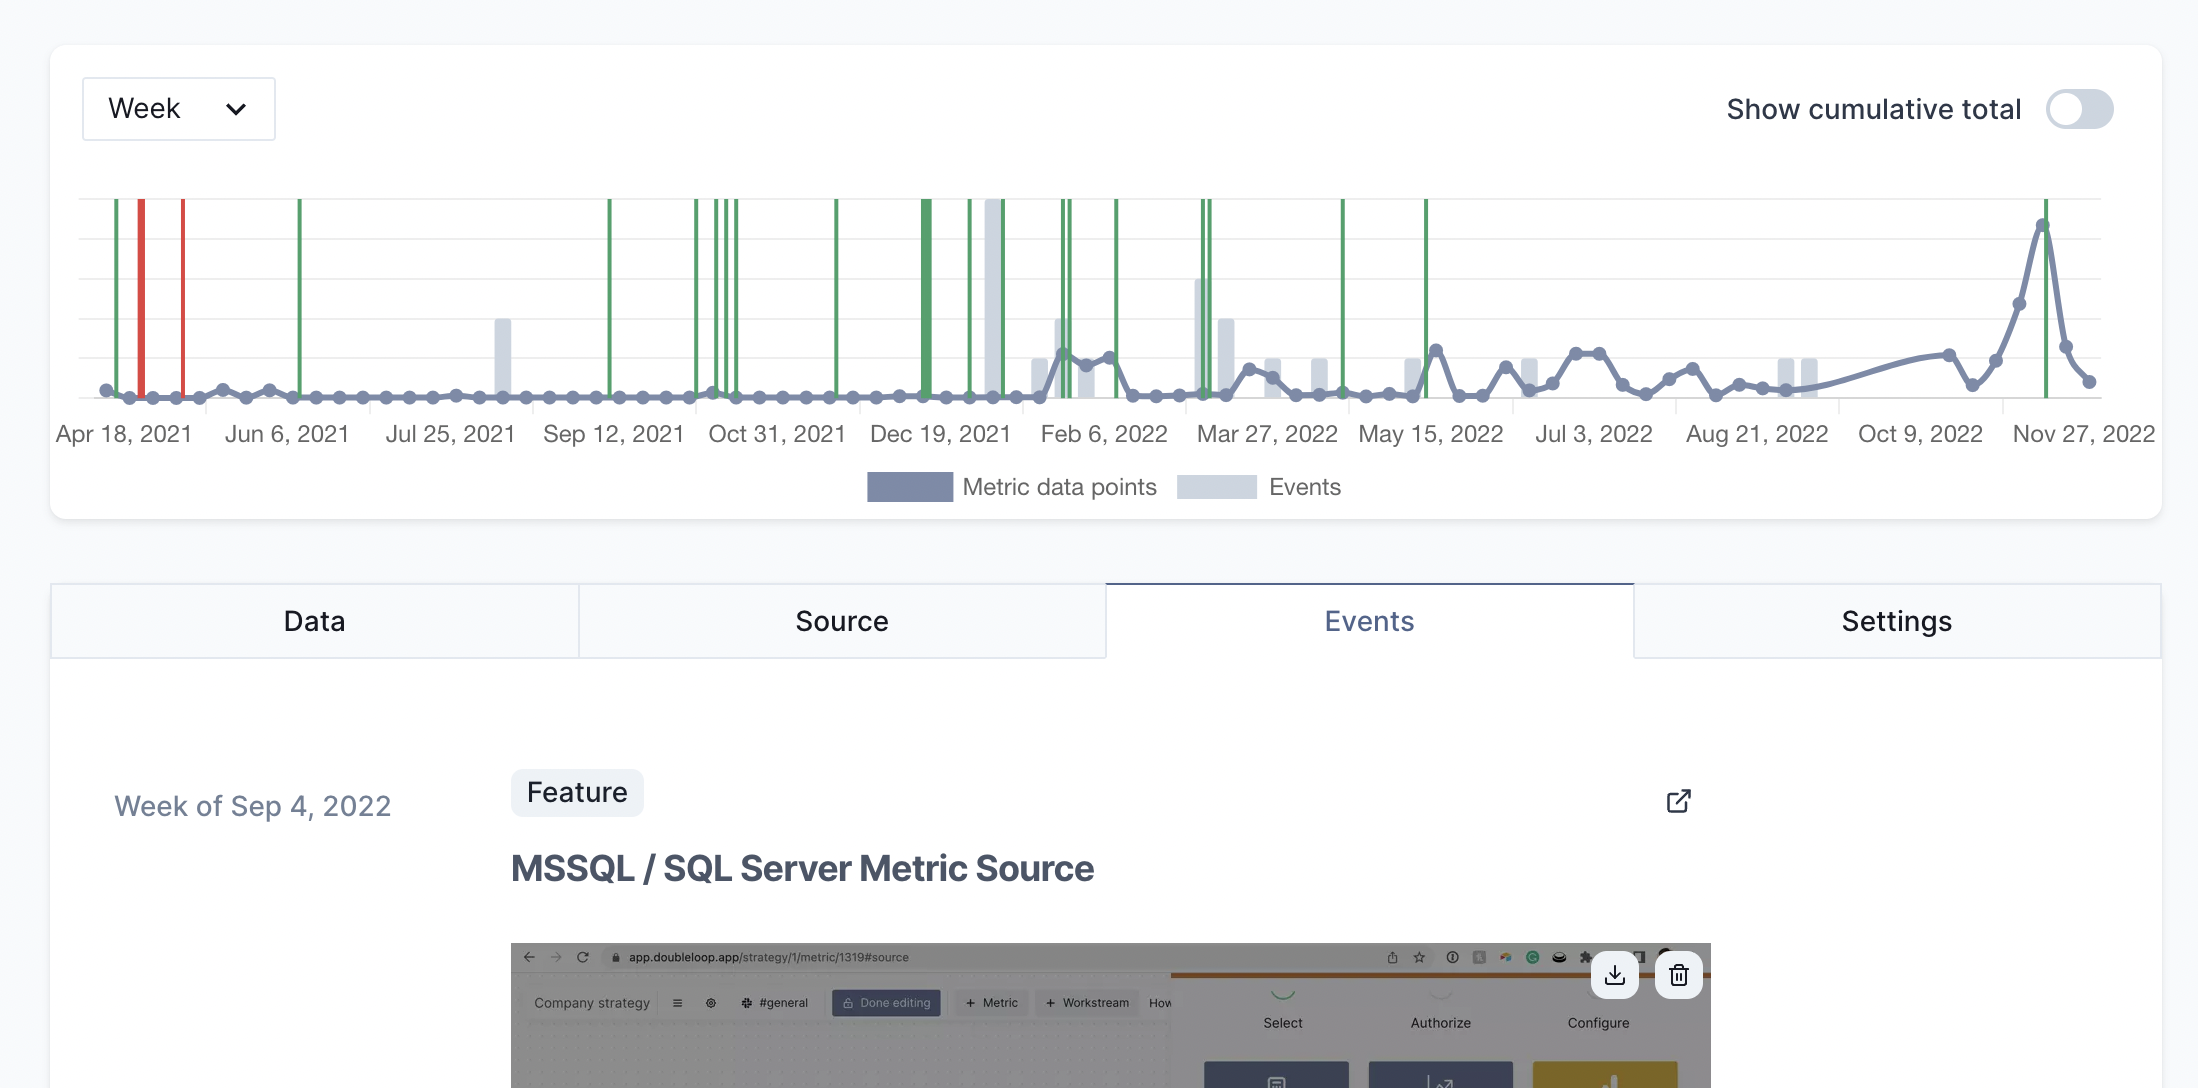 Week
Show cumulative total
Apr 18, 2021 Jun 6, 2021 Jul 25, 2021 Sep 12, 2021 Oct 31, 2021 Dec 19, 2021 Feb 6, 2022 Mar 27, 2022 May 15, 2022 Jul 3, 2022 Aug 21, 2022 Oct 9, 2022 Nov 27, 2022
Metric data points Events
Data Source Events Settings
Week of Sep 4, 2022
Feature
MSSQL / SQL Server Metric Source
app.doubleloop.app/strategy/1/metric/1319#source
Company strategy #general Done editing + Metric + Workstream How
Select Authorize Configure